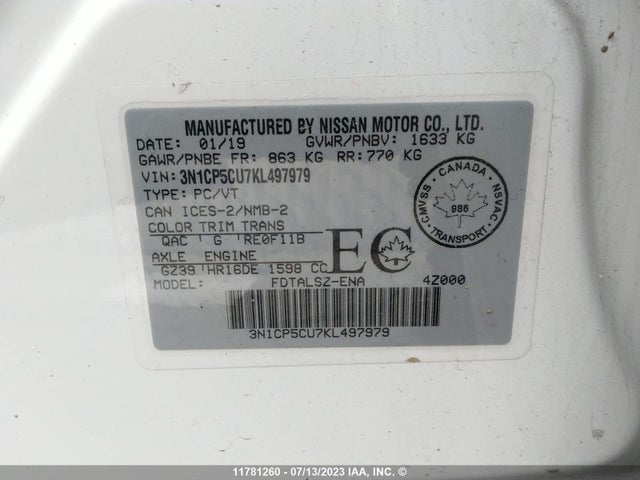 MANUFACTURED BY NISSAN MOTOR CO., LTD.
DATE: 01/19 GVWR/PNBV: 1633 KG
GAWR/PNBE FR: 863 KG RR: 770 KG
VIN: 3N1CP5CU7KL497979
TYPE: PC/VT
CAN ICES-2/NMB-2
COLOR TRIM TRANS
QAC G RE0F11B
AXLE ENGINE
GZ39 HR16DE 1598 CC
MODEL: FDTALSZ-ENA 4Z000
EC
CANADA
CMVSS NSVAC
986
TRANSPORT
3N1CP5CU7KL497979
11781260 - 07/13/2023 IAA, Inc. ©